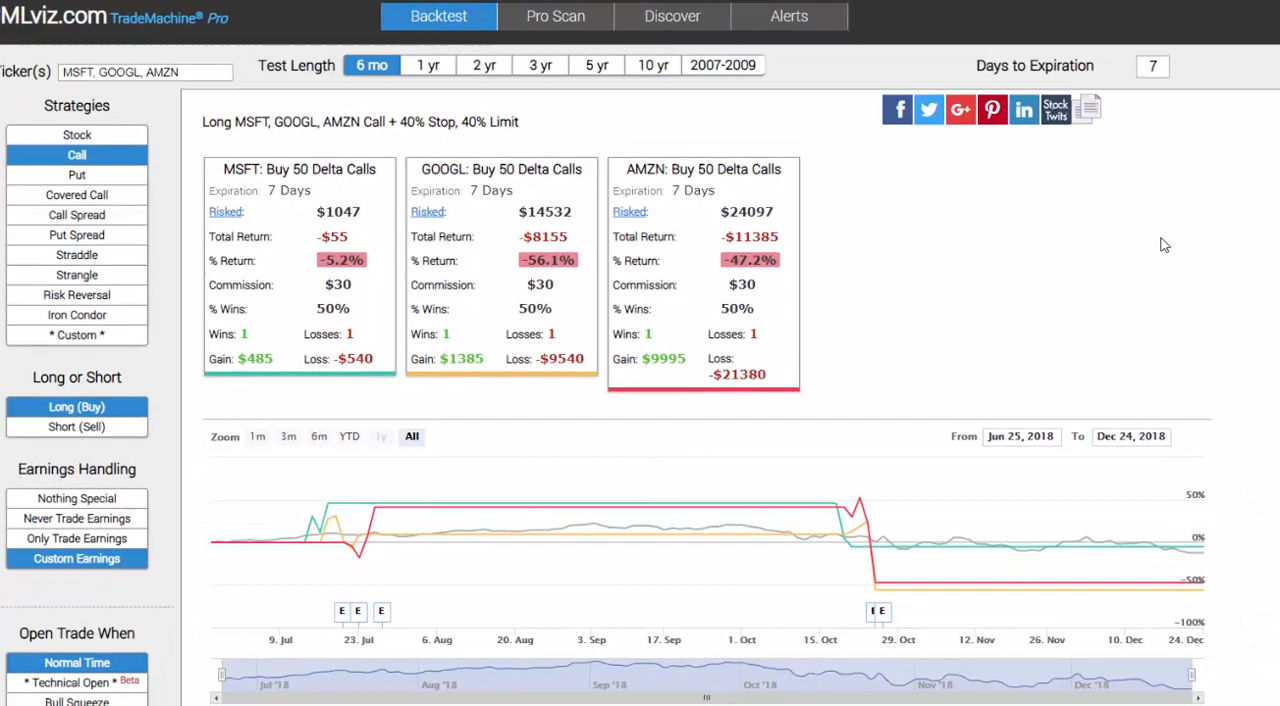 MLviz.com TradeMachine® Pro
Backtest Pro Scan Discover Alerts
icker(s) MSFT, GOOGL, AMZN
Test Length 6 mo 1 yr 2 yr 3 yr 5 yr 10 yr 2007-2009
Days to Expiration 7
Strategies
Stock
Call
Put
Covered Call
Call Spread
Put Spread
Straddle
Strangle
Risk Reversal
Iron Condor
* Custom *
Long or Short
Long (Buy)
Short (Sell)
Earnings Handling
Nothing Special
Never Trade Earnings
Only Trade Earnings
Custom Earnings
Open Trade When
Normal Time
* Technical Open * Beta
Bull Squeeze
Long MSFT, GOOGL, AMZN Call + 40% Stop, 40% Limit
f G+ in Stock
Twits
MSFT: Buy 50 Delta Calls
Expiration: 7 Days
Risked: $1047
Total Return: -$55
% Return: -5.2%
Commission: $30
% Wins: 50%
Wins: 1 Losses: 1
Gain: $485 Loss: -$540
GOOGL: Buy 50 Delta Calls
Expiration: 7 Days
Risked: $14532
Total Return: -$8155
% Return: -56.1%
Commission: $30
% Wins: 50%
Wins: 1 Losses: 1
Gain: $1385 Loss: -$9540
AMZN: Buy 50 Delta Calls
Expiration: 7 Days
Risked: $24097
Total Return: -$11385
% Return: -47.2%
Commission: $30
% Wins: 50%
Wins: 1 Losses: 1
Gain: $9995 Loss:
-$21380
Zoom 1m 3m 6m YTD 1y All
From Jun 25, 2018 To Dec 24, 2018
50%
0%
-50%
E E E E E
-100%
9. Jul 23. Jul 6. Aug 20. Aug 3. Sep 17. Sep 1. Oct 15. Oct 29. Oct 12. Nov 26. Nov 10. Dec 24. Dec
Jul '18 Aug '18 Sep '18 Oct '18 Nov '18 Dec '18